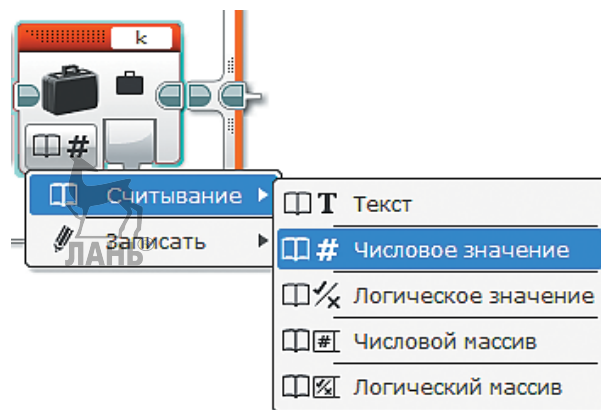 k
#
Считывание
Записать
ЛАНЬ
T Текст
# Числовое значение
Логическое значение
# Числовой массив
Логический массив